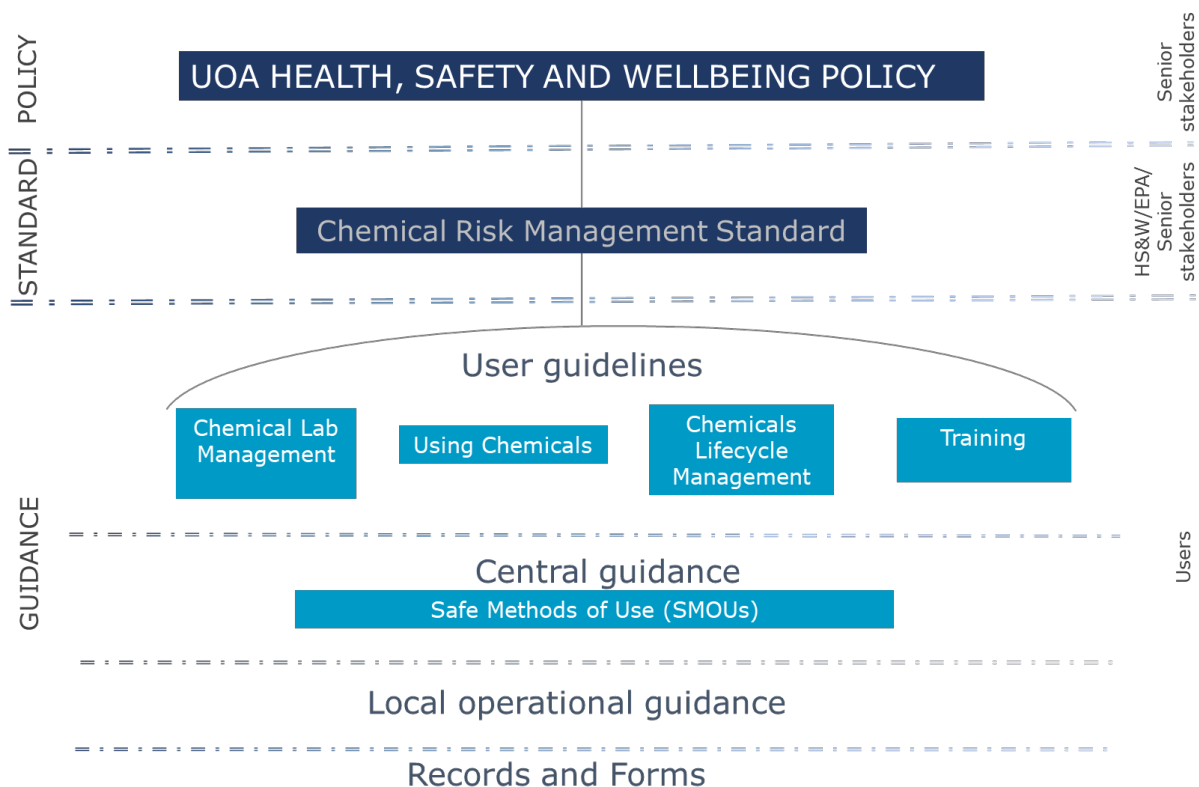 POLICY
UOA HEALTH, SAFETY AND WELLBEING POLICY
Senior
stakeholders
STANDARD
Chemical Risk Management Standard
HS&W/EPA/
Senior
stakeholders
User guidelines
Chemical Lab
Management
Using Chemicals
Chemicals
Lifecycle
Management
Training
GUIDANCE
Users
Central guidance
Safe Methods of Use (SMOUs)
Local operational guidance
Records and Forms